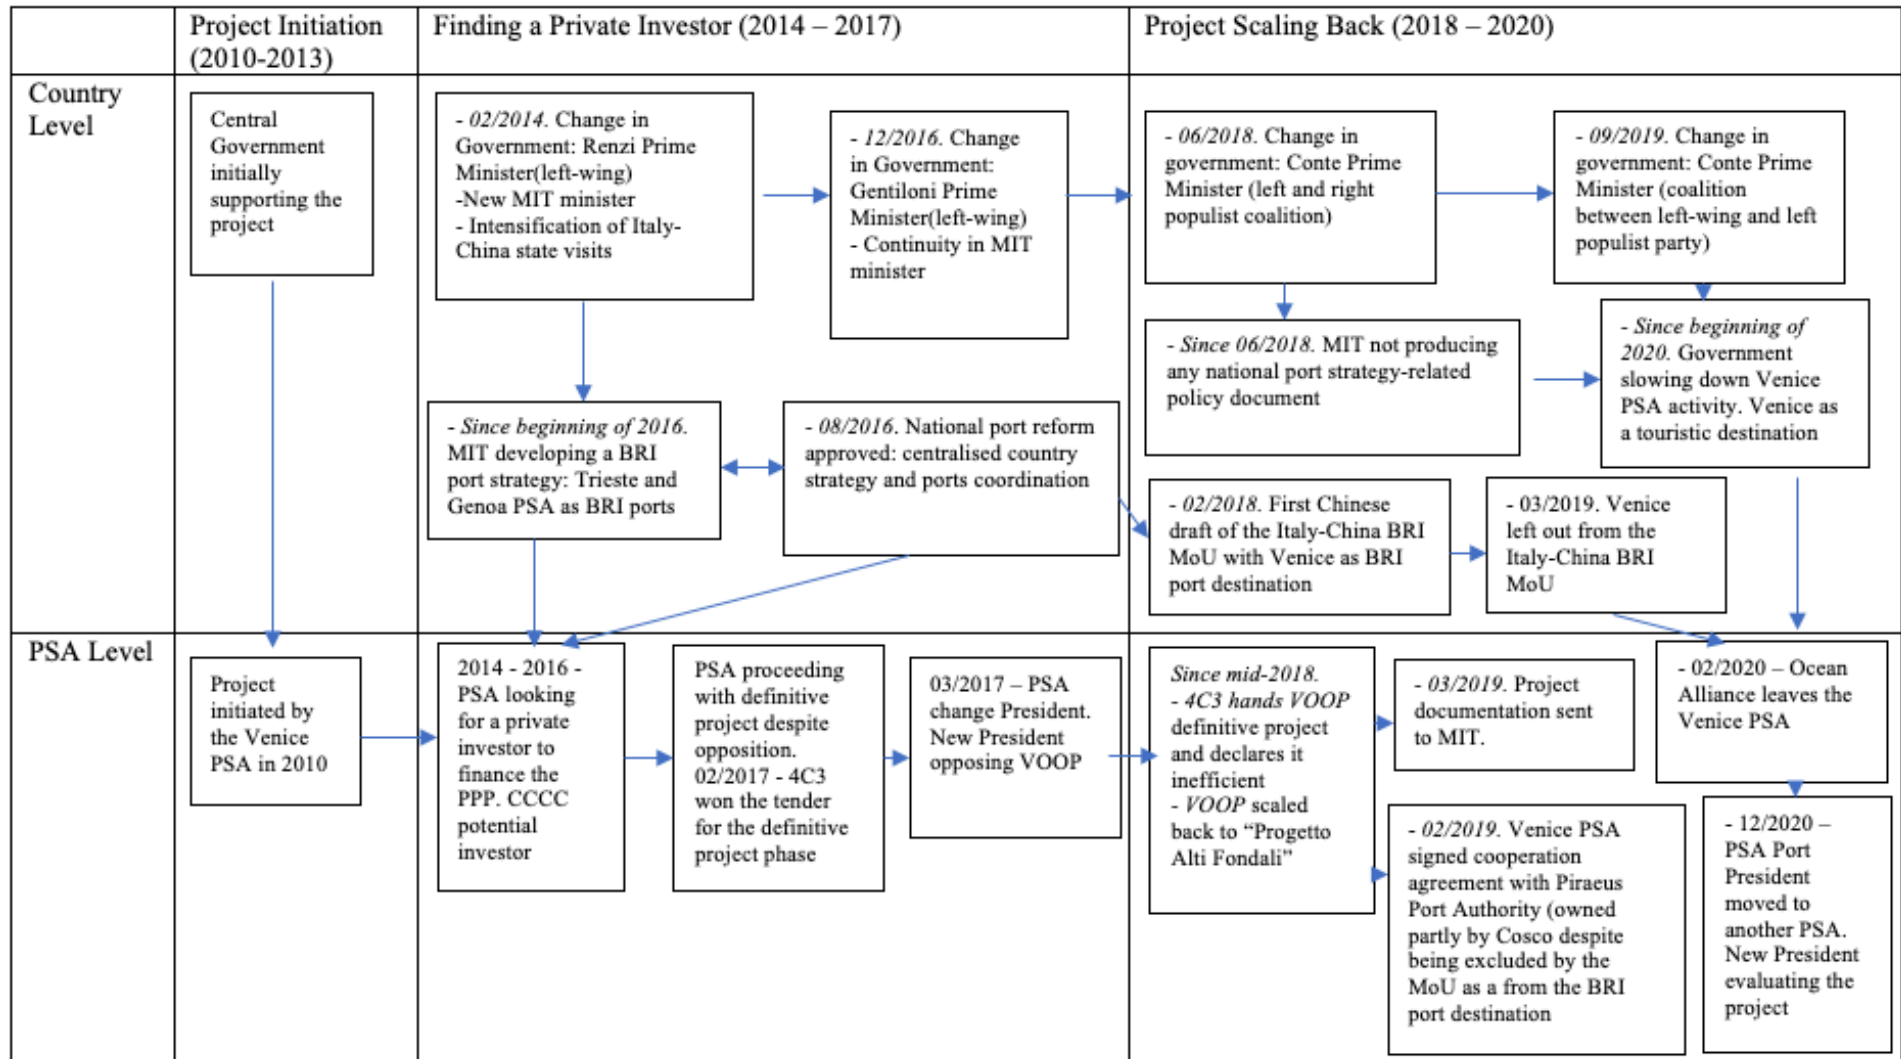 Project Initiation
(2010-2013)
Finding a Private Investor (2014 – 2017)
Project Scaling Back (2018 – 2020)
Country
Level
Central
Government
initially
supporting the
project
- 02/2014. Change in
Government: Renzi Prime
Minister(left-wing)
-New MIT minister
- Intensification of Italy-
China state visits
- 12/2016. Change
in Government:
Gentiloni Prime
Minister(left-wing)
- Continuity in MIT
minister
- 06/2018. Change in
government: Conte Prime
Minister (left and right
populist coalition)
- 09/2019. Change in
government: Conte Prime
Minister (coalition
between left-wing and left
populist party)
- Since 06/2018. MIT not producing
any national port strategy-related
policy document
- Since beginning of
2020. Government
slowing down Venice
PSA activity. Venice as
a touristic destination
- Since beginning of 2016.
MIT developing a BRI
port strategy: Trieste and
Genoa PSA as BRI ports
- 08/2016. National port reform
approved: centralised country
strategy and ports coordination
- 02/2018. First Chinese
draft of the Italy-China BRI
MoU with Venice as BRI
port destination
- 03/2019. Venice
left out from the
Italy-China BRI
MoU
PSA Level
Project
initiated by
the Venice
PSA in 2010
2014 - 2016 -
PSA looking
for a private
investor to
finance the
PPP. CCCC
potential
investor
PSA proceeding
with definitive
project despite
opposition.
02/2017 - 4C3
won the tender
for the definitive
project phase
03/2017 – PSA
change President.
New President
opposing VOOP
Since mid-2018.
- 4C3 hands VOOP
definitive project
and declares it
inefficient
- VOOP scaled
back to “Progetto
Alti Fondali”
- 03/2019. Project
documentation sent
to MIT.
- 02/2019. Venice PSA
signed cooperation
agreement with Piraeus
Port Authority (owned
partly by Cosco despite
being excluded by the
MoU as a from the BRI
port destination
- 02/2020 – Ocean
Alliance leaves the
Venice PSA
- 12/2020 –
PSA Port
President
moved to
another PSA.
New President
evaluating the
project